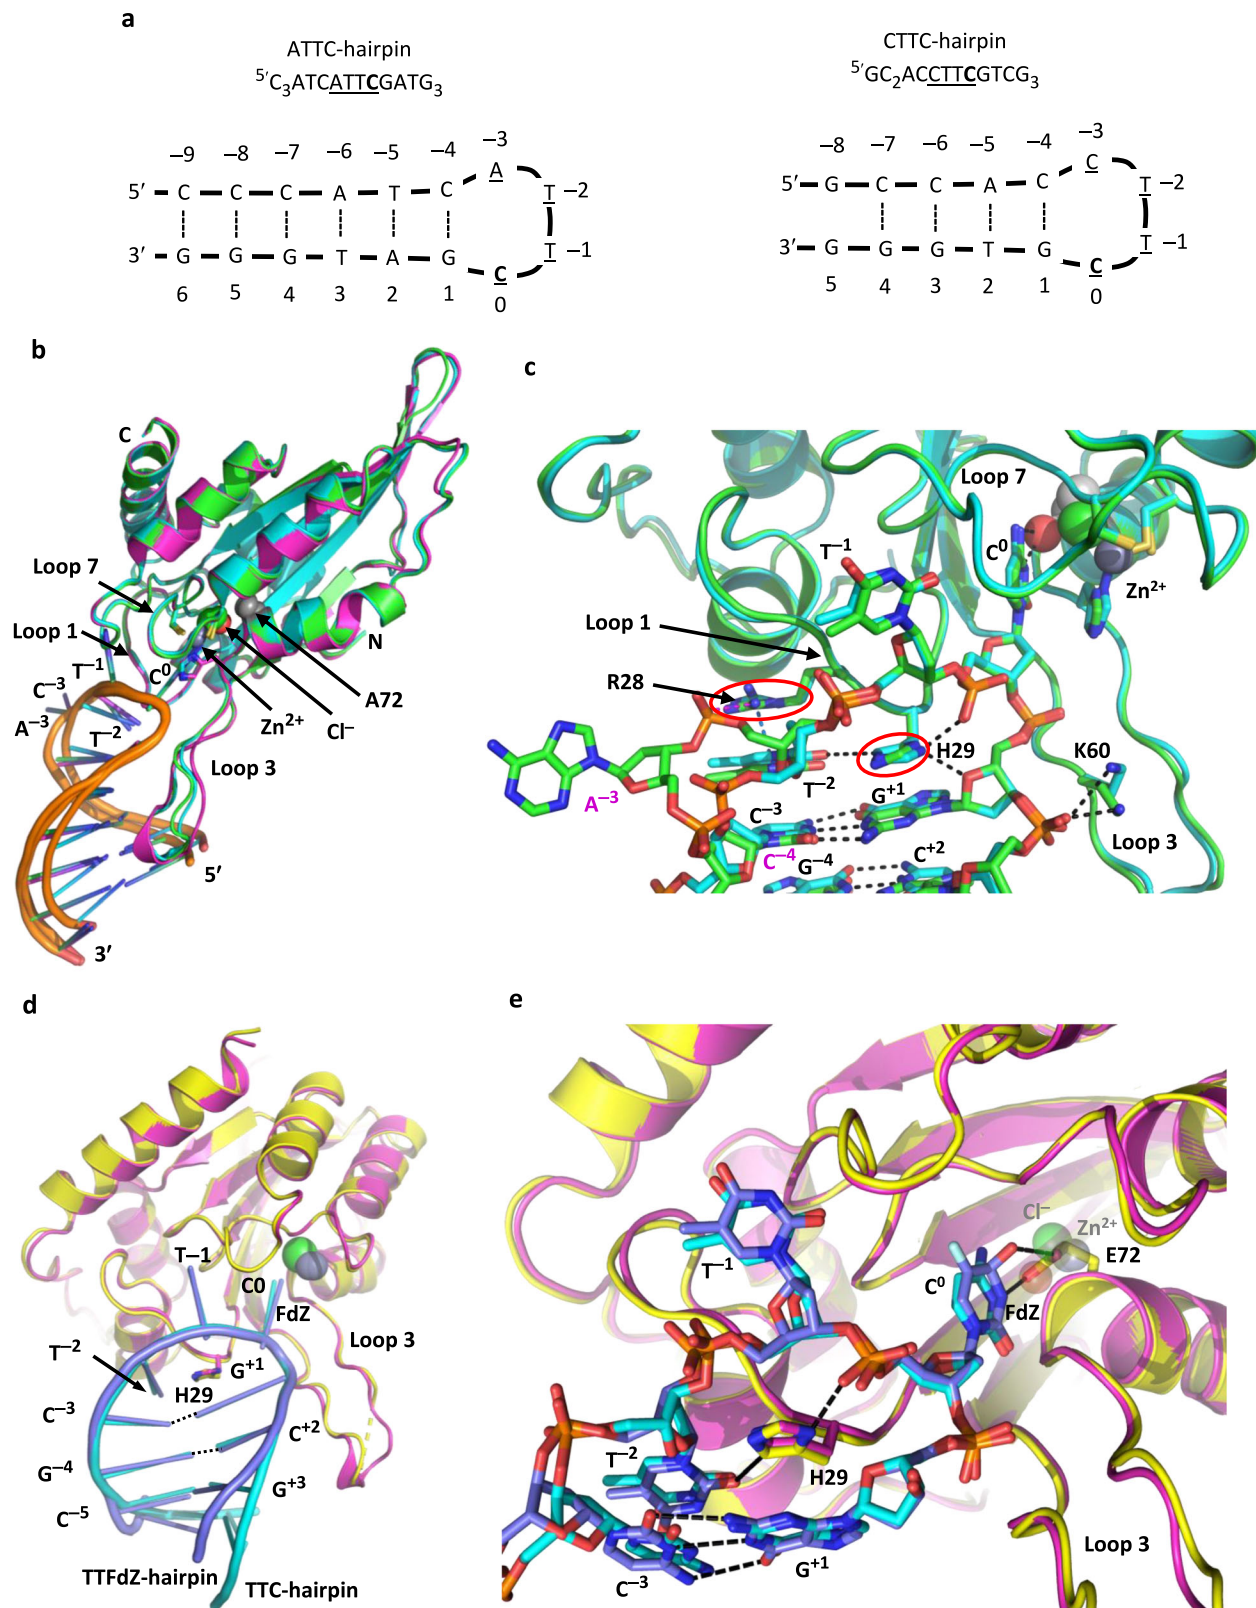 a
ATTC-hairpin
5′C3ATCATTCGATG3
–9 –8 –7 –6 –5 –4 –3
5′ C C C A T C A T –2
3′ G G G T A G C T –1
6 5 4 3 2 1 0
CTTC-hairpin
5′GC2ACCTTCGTCG3
–8 –7 –6 –5 –4 –3
5′ G C C A C C T –2
3′ G G G T G C T –1
5 4 3 2 1 0
b
C
Loop 7
Loop 1
T–1
C0
N
C–3
A–3
T–2
Zn2+
Cl–
A72
Loop 3
5′
3′
c
Loop 7
T–1
C0
Zn2+
Loop 1
R28
H29
K60
A–3
T–2
G+1
C–3
C–4
G–4
C+2
Loop 3
d
T–1
C0
FdZ
Loop 3
T–2
G+1
H29
C–3
C+2
G–4
G+3
C–5
TTFdZ-hairpin
TTC-hairpin
e
Cl–
Zn2+
T–1
E72
C0
FdZ
T–2
H29
C–3
G+1
Loop 3